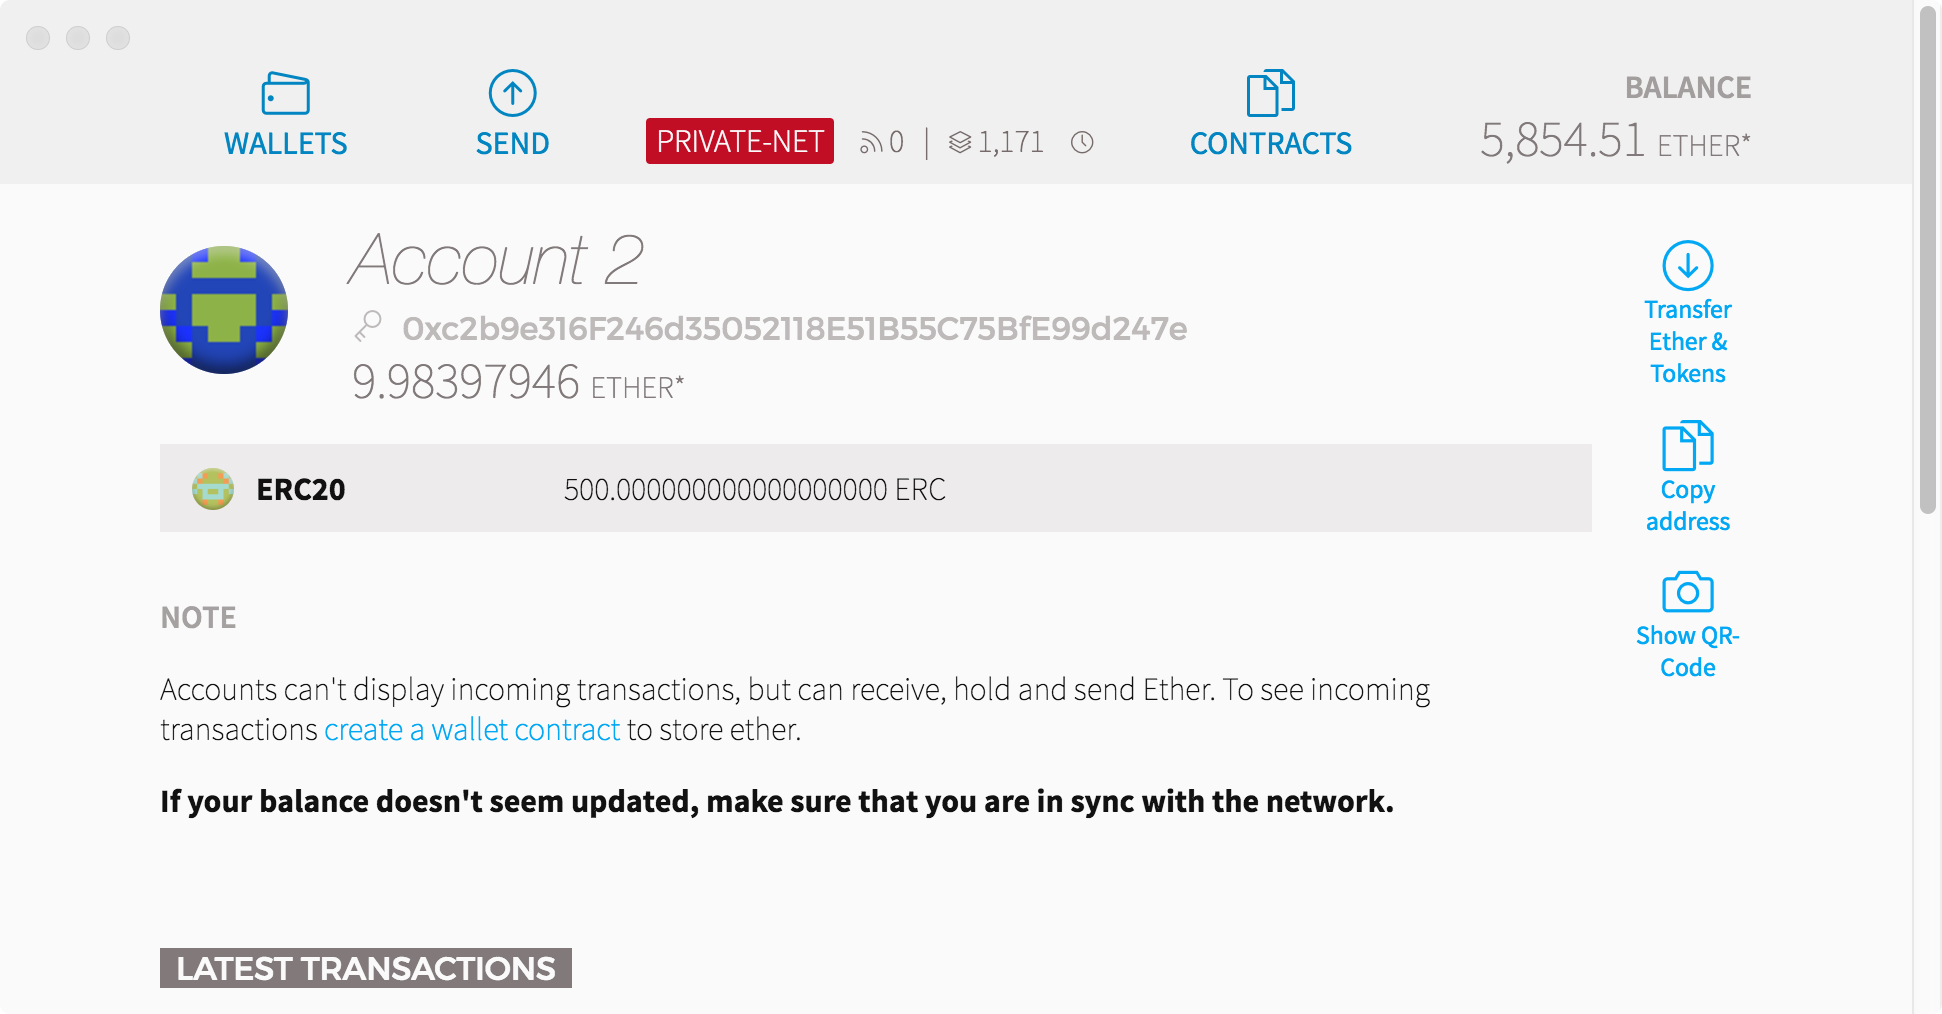 WALLETS
SEND
PRIVATE-NET 0 | 1,171
CONTRACTS
BALANCE
5,854.51 ETHER*
Account 2
0xc2b9e316F246d35052118E51B55C75BfE99d247e
9.98397946 ETHER*
Transfer
Ether &
Tokens
Copy
address
Show QR-
Code
ERC20 500.000000000000000000 ERC
NOTE
Accounts can't display incoming transactions, but can receive, hold and send Ether. To see incoming
transactions create a wallet contract to store ether.
If your balance doesn't seem updated, make sure that you are in sync with the network.
LATEST TRANSACTIONS